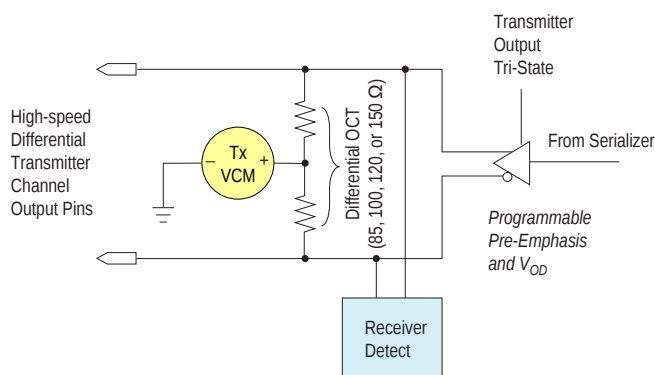 Transmitter
Output
Tri-State
High-speed
Differential
Transmitter
Channel
Output Pins
Tx
VCM
−
+
Differential OCT
(85, 100, 120, or 150 Ω)
From Serializer
Programmable
Pre-Emphasis
and VOD
Receiver
Detect